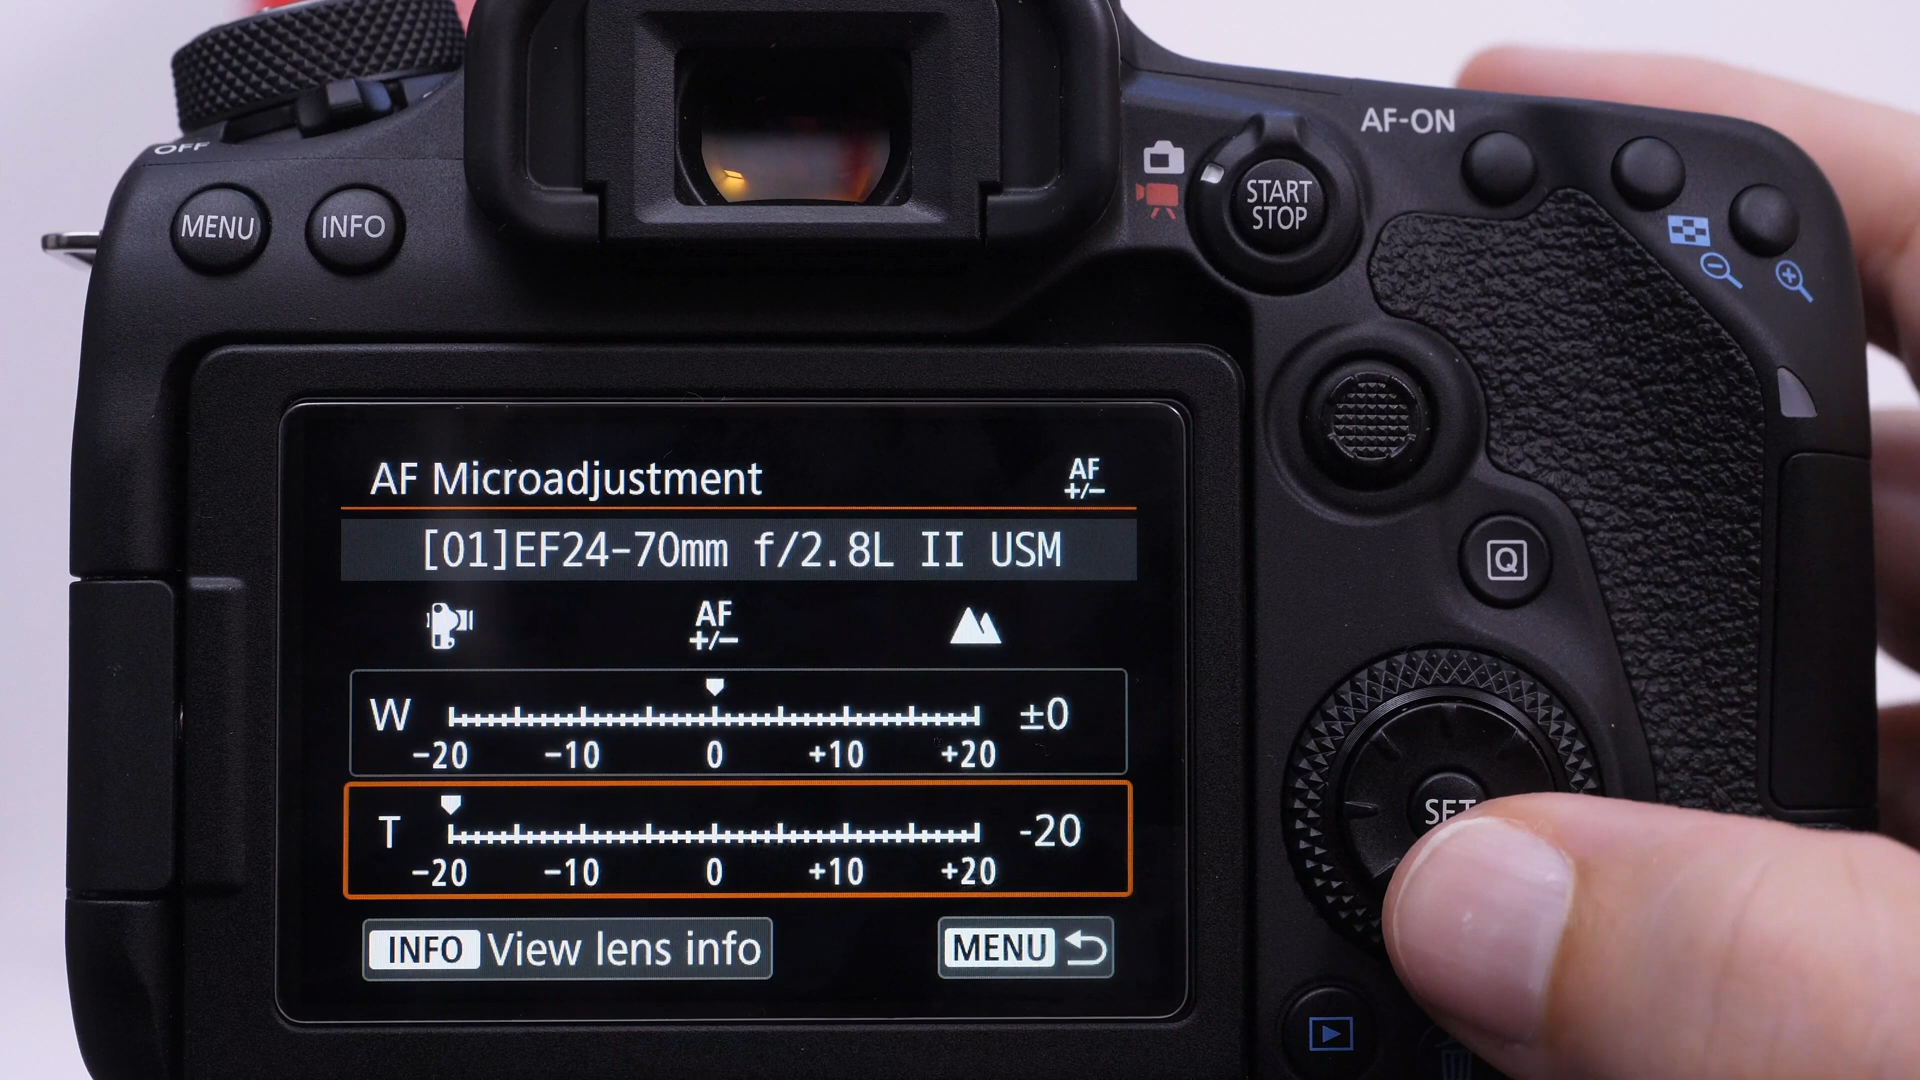 AF-ON
OFF
MENU INFO
START
STOP
AF Microadjustment AF +/−
[01]EF24-70mm f/2.8L II USM
AF
+/−
W ±0
−20 −10 0 +10 +20
T -20
−20 −10 0 +10 +20
INFO View lens info MENU
Q
SET